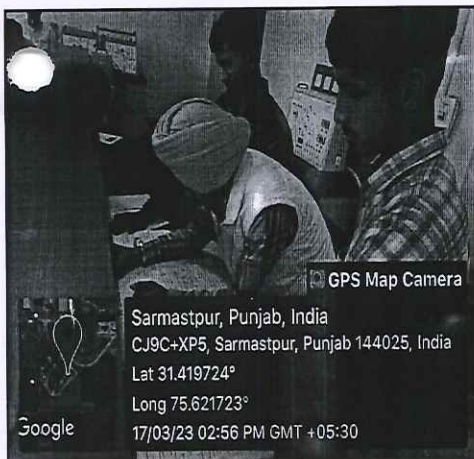 GPS Map Camera
Sarmastpur, Punjab, India
CJ9C+XP5, Sarmastpur, Punjab 144025, India
Lat 31.419724°
Long 75.621723°
17/03/23 02:56 PM GMT +05:30
Google